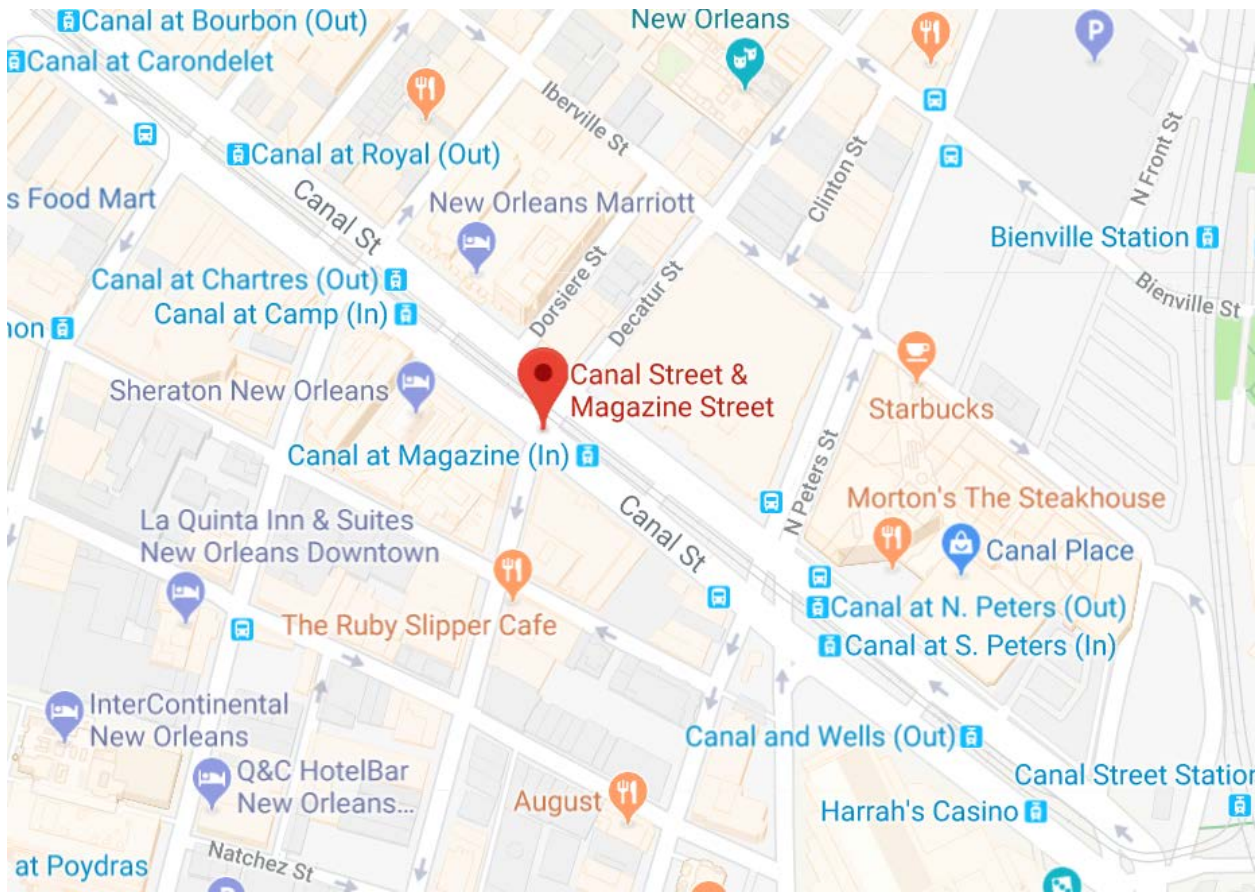 Canal at Bourbon (Out)
New Orleans
P
Canal at Carondelet
Iberville St
N Front St
Canal at Royal (Out)
Clinton St
s Food Mart
Canal St
New Orleans Marriott
Bienville Station
Canal at Chartres (Out)
Dorsiere St
Decatur St
Bienville St
Canal at Camp (In)
non
Canal Street &
Magazine Street
Sheraton New Orleans
Starbucks
Canal at Magazine (In)
N Peters St
Morton's The Steakhouse
La Quinta Inn & Suites
New Orleans Downtown
Canal St
Canal Place
The Ruby Slipper Cafe
Canal at N. Peters (Out)
Canal at S. Peters (In)
InterContinental
New Orleans
Canal and Wells (Out)
Q&C HotelBar
New Orleans...
Canal Street Station
August
Harrah's Casino
Natchez St
at Poydras
P